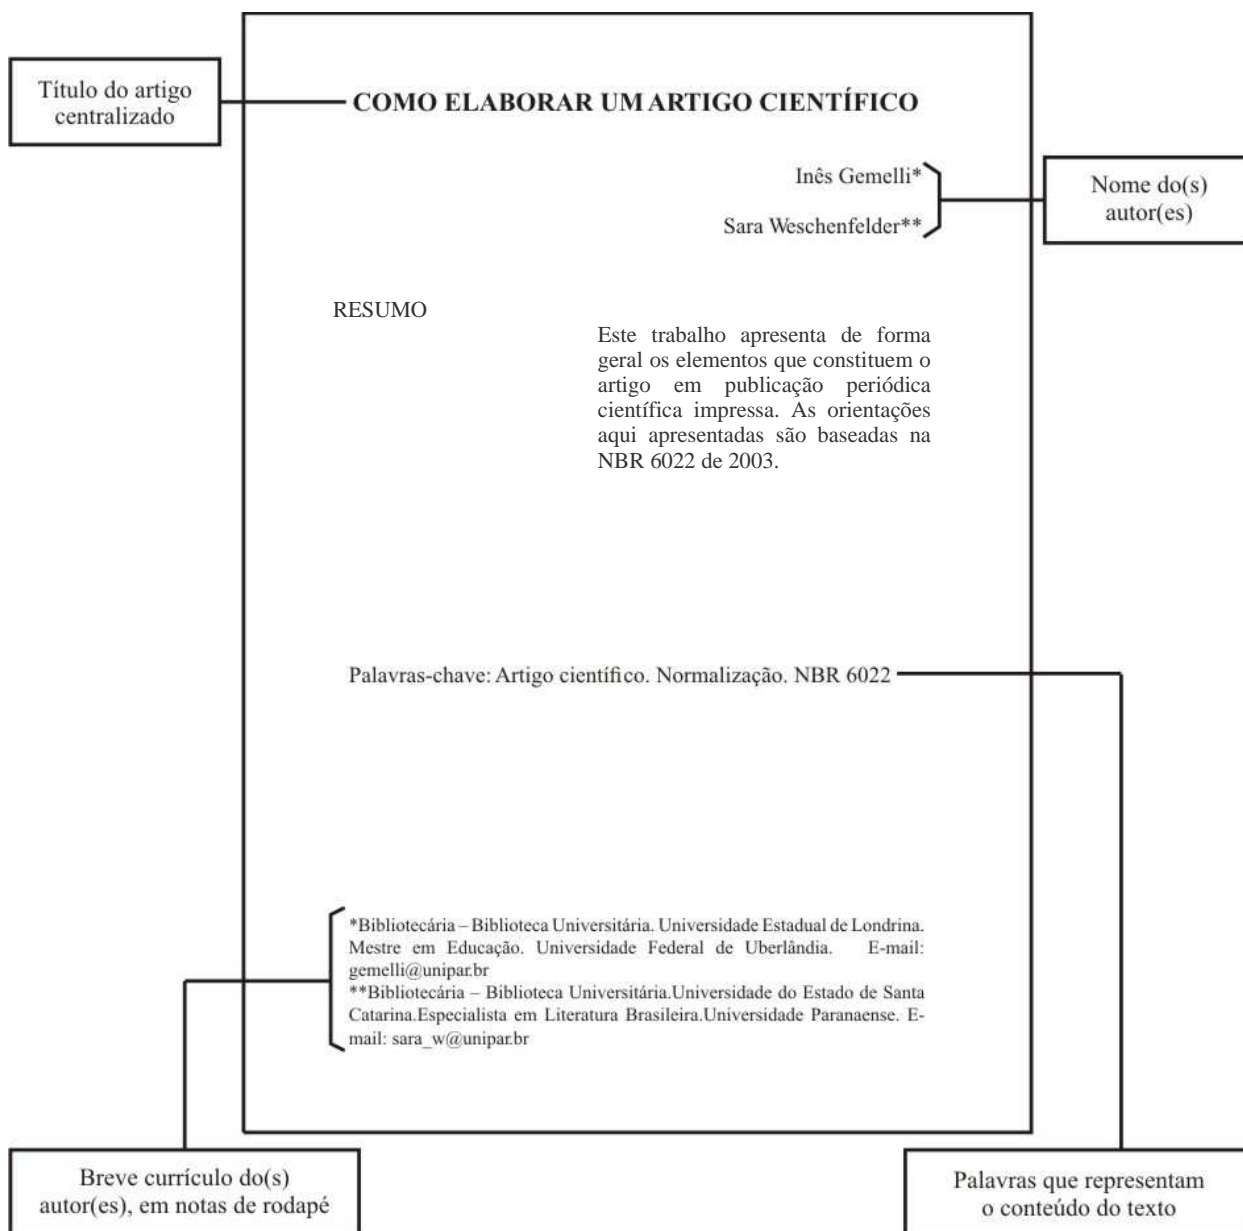 Título do artigo
centralizado
COMO ELABORAR UM ARTIGO CIENTÍFICO
Inês Gemelli*
Sara Weschenfelder**
Nome do(s)
autor(es)
RESUMO
Este trabalho apresenta de forma
geral os elementos que constituem o
artigo em publicação periódica
científica impressa. As orientações
aqui apresentadas são baseadas na
NBR 6022 de 2003.
Palavras-chave: Artigo científico. Normalização. NBR 6022
*Bibliotecária – Biblioteca Universitária. Universidade Estadual de Londrina.
Mestre em Educação. Universidade Federal de Uberlândia. E-mail:
gemelli@unipar.br
**Bibliotecária – Biblioteca Universitária.Universidade do Estado de Santa
Catarina.Especialista em Literatura Brasileira.Universidade Paranaense. E-
mail: sara_w@unipar.br
Breve currículo do(s)
autor(es), em notas de rodapé
Palavras que representam
o conteúdo do texto